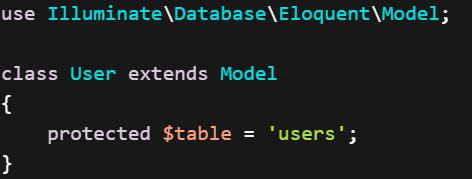 use Illuminate\Database\Eloquent\Model;

class User extends Model
{
    protected $table = 'users';
}